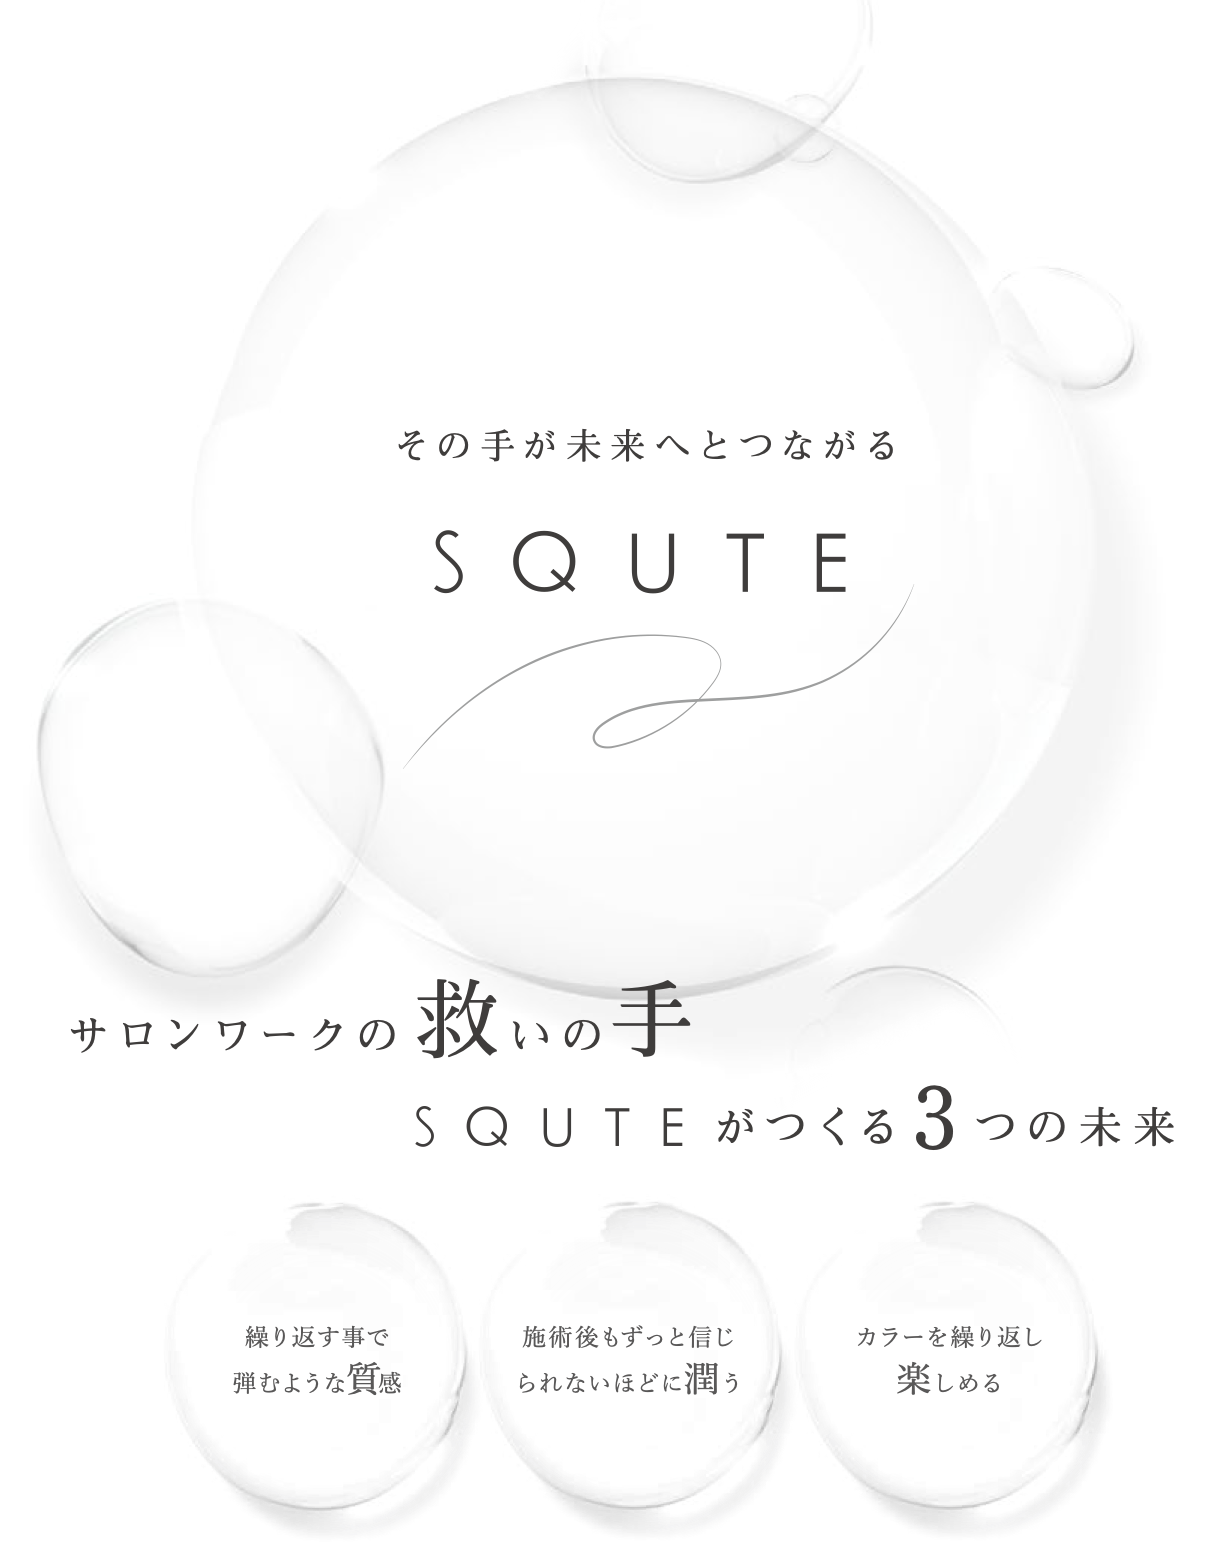 その手が未来へとつながる
SQUTE
サロンワークの救いの手
SQUTEがつくる3つの未来
繰り返す事で
弾むような質感
施術後もずっと信じ
られないほどに潤う
カラーを繰り返し
楽しめる